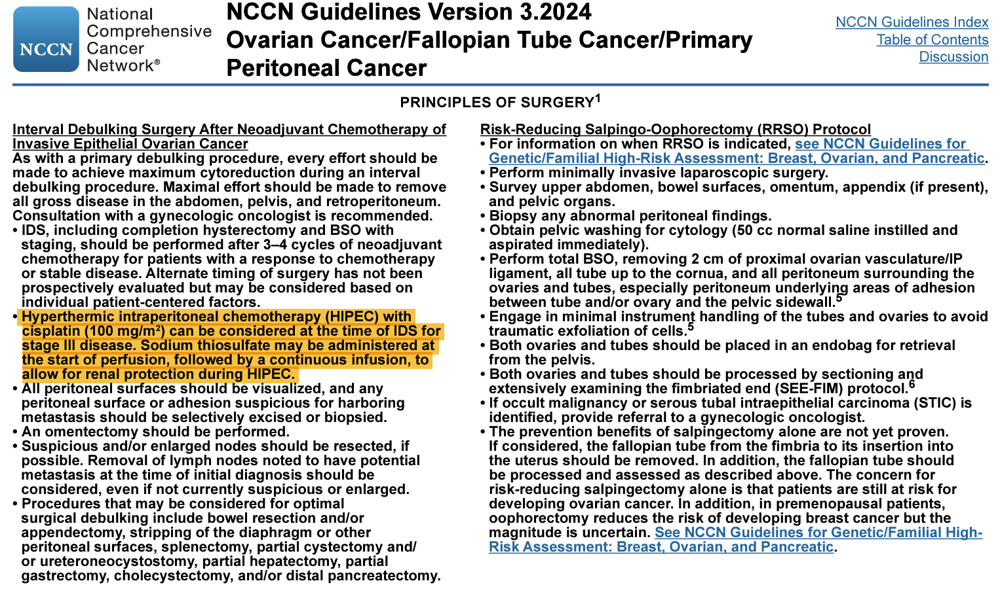 NCCN
National
Comprehensive
Cancer
Network®
NCCN Guidelines Version 3.2024
Ovarian Cancer/Fallopian Tube Cancer/Primary
Peritoneal Cancer
NCCN Guidelines Index
Table of Contents
Discussion
PRINCIPLES OF SURGERY1
Interval Debulking Surgery After Neoadjuvant Chemotherapy of
Invasive Epithelial Ovarian Cancer
As with a primary debulking procedure, every effort should be
made to achieve maximum cytoreduction during an interval
debulking procedure. Maximal effort should be made to remove
all gross disease in the abdomen, pelvis, and retroperitoneum.
Consultation with a gynecologic oncologist is recommended.
• IDS, including completion hysterectomy and BSO with
staging, should be performed after 3–4 cycles of neoadjuvant
chemotherapy for patients with a response to chemotherapy
or stable disease. Alternate timing of surgery has not been
prospectively evaluated but may be considered based on
individual patient-centered factors.
• Hyperthermic intraperitoneal chemotherapy (HIPEC) with
cisplatin (100 mg/m2) can be considered at the time of IDS for
stage III disease. Sodium thiosulfate may be administered at
the start of perfusion, followed by a continuous infusion, to
allow for renal protection during HIPEC.
• All peritoneal surfaces should be visualized, and any
peritoneal surface or adhesion suspicious for harboring
metastasis should be selectively excised or biopsied.
• An omentectomy should be performed.
• Suspicious and/or enlarged nodes should be resected, if
possible. Removal of lymph nodes noted to have potential
metastasis at the time of initial diagnosis should be
considered, even if not currently suspicious or enlarged.
• Procedures that may be considered for optimal
surgical debulking include bowel resection and/or
appendectomy, stripping of the diaphragm or other
peritoneal surfaces, splenectomy, partial cystectomy and/
or ureteroneocystostomy, partial hepatectomy, partial
gastrectomy, cholecystectomy, and/or distal pancreatectomy.
Risk-Reducing Salpingo-Oophorectomy (RRSO) Protocol
• For information on when RRSO is indicated, see NCCN Guidelines for
Genetic/Familial High-Risk Assessment: Breast, Ovarian, and Pancreatic.
• Perform minimally invasive laparoscopic surgery.
• Survey upper abdomen, bowel surfaces, omentum, appendix (if present),
and pelvic organs.
• Biopsy any abnormal peritoneal findings.
• Obtain pelvic washing for cytology (50 cc normal saline instilled and
aspirated immediately).
• Perform total BSO, removing 2 cm of proximal ovarian vasculature/IP
ligament, all tube up to the cornua, and all peritoneum surrounding the
ovaries and tubes, especially peritoneum underlying areas of adhesion
between tube and/or ovary and the pelvic sidewall.5
• Engage in minimal instrument handling of the tubes and ovaries to avoid
traumatic exfoliation of cells.5
• Both ovaries and tubes should be placed in an endobag for retrieval
from the pelvis.
• Both ovaries and tubes should be processed by sectioning and
extensively examining the fimbriated end (SEE-FIM) protocol.6
• If occult malignancy or serous tubal intraepithelial carcinoma (STIC) is
identified, provide referral to a gynecologic oncologist.
• The prevention benefits of salpingectomy alone are not yet proven.
If considered, the fallopian tube from the fimbria to its insertion into
the uterus should be removed. In addition, the fallopian tube should
be processed and assessed as described above. The concern for
risk-reducing salpingectomy alone is that patients are still at risk for
developing ovarian cancer. In addition, in premenopausal patients,
oophorectomy reduces the risk of developing breast cancer but the
magnitude is uncertain. See NCCN Guidelines for Genetic/Familial High-
Risk Assessment: Breast, Ovarian, and Pancreatic.